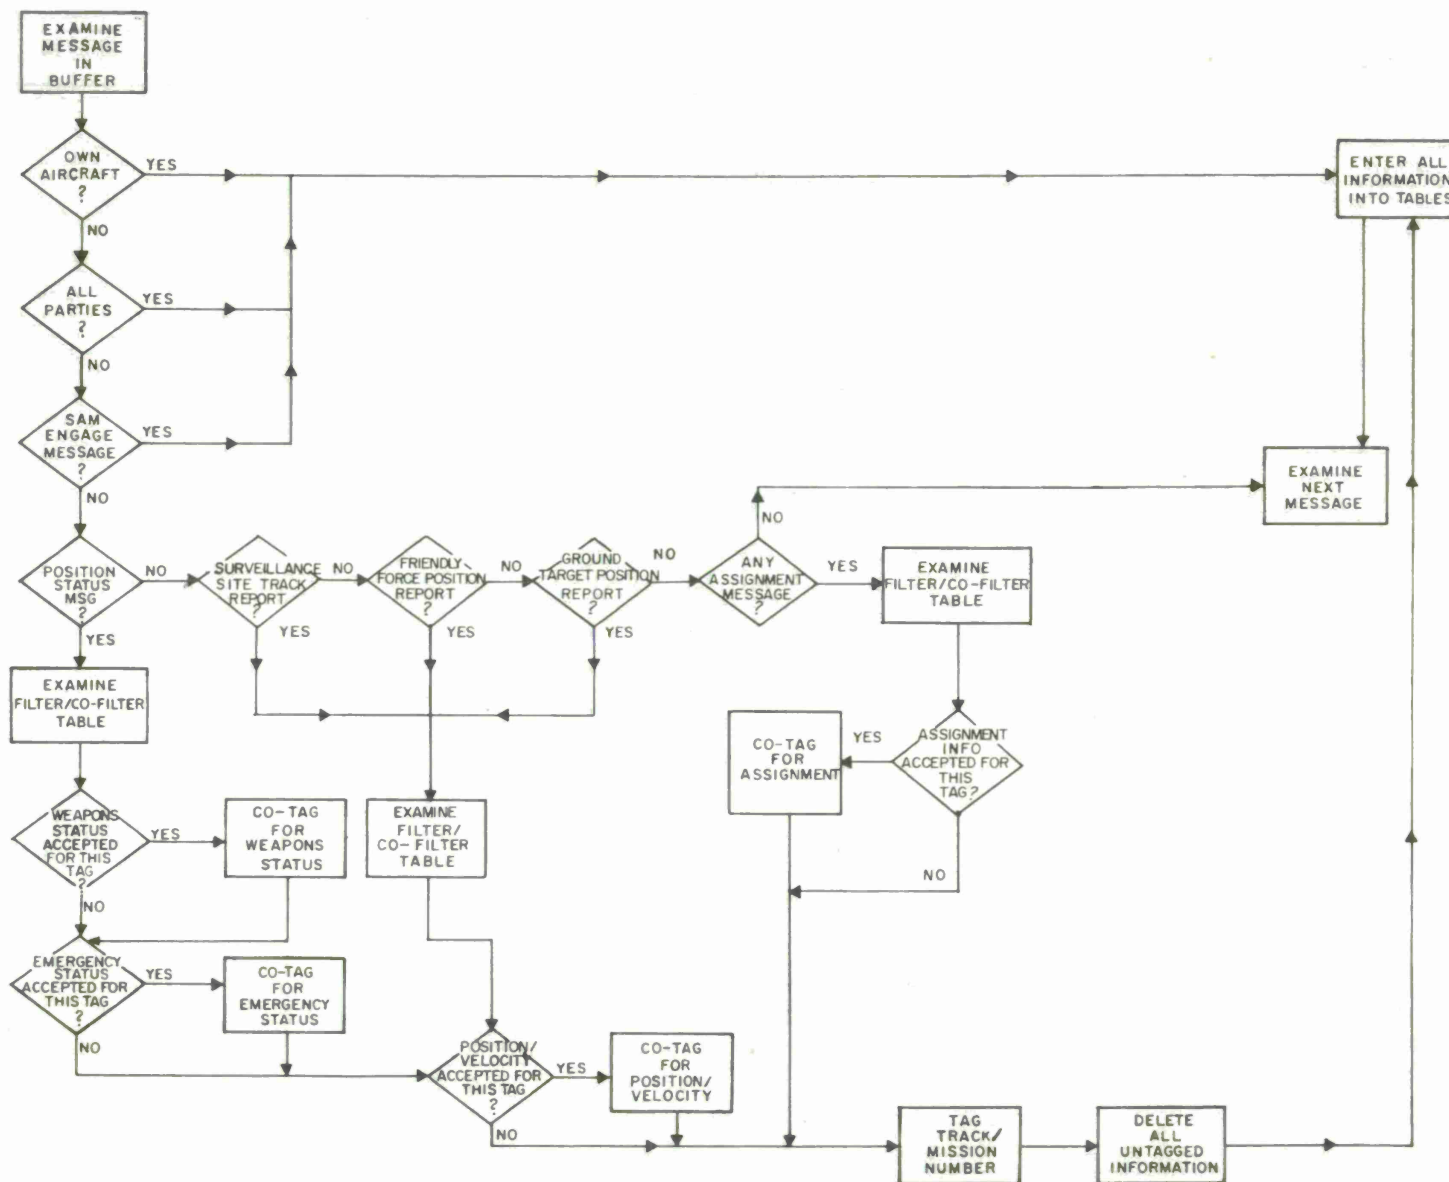 EXAMINE
MESSAGE
IN
BUFFER
OWN
AIRCRAFT
?
YES
NO
ENTER ALL
INFORMATION
INTO TABLES
ALL
PARTIES
?
YES
NO
SAM
ENGAGE
MESSAGE
?
YES
NO
EXAMINE
NEXT
MESSAGE
POSITION
STATUS
MSG
?
NO
YES
SURVEILLANCE
SITE TRACK
REPORT
?
NO
YES
FRIENDLY
FORCE POSITION
REPORT
?
NO
YES
GROUND
TARGET POSITION
REPORT
?
NO
YES
ANY
ASSIGNMENT
MESSAGE
?
NO
YES
EXAMINE
FILTER/CO-FILTER
TABLE
EXAMINE
FILTER/CO-FILTER
TABLE
ASSIGNMENT
INFO
ACCEPTED FOR
THIS
TAG?
YES
NO
CO-TAG
FOR
ASSIGNMENT
WEAPONS
STATUS
ACCEPTED
FOR THIS
TAG
?
YES
NO
CO-TAG
FOR
WEAPONS
STATUS
EXAMINE
FILTER/
CO-FILTER
TABLE
EMERGENCY
STATUS
ACCEPTED FOR
THIS TAG
?
YES
NO
CO-TAG
FOR
EMERGENCY
STATUS
POSITION/
VELOCITY
ACCEPTED FOR
THIS TAG
?
YES
NO
CO-TAG
FOR
POSITION/
VELOCITY
TAG
TRACK/
MISSION
NUMBER
DELETE
ALL
UNTAGGED
INFORMATION